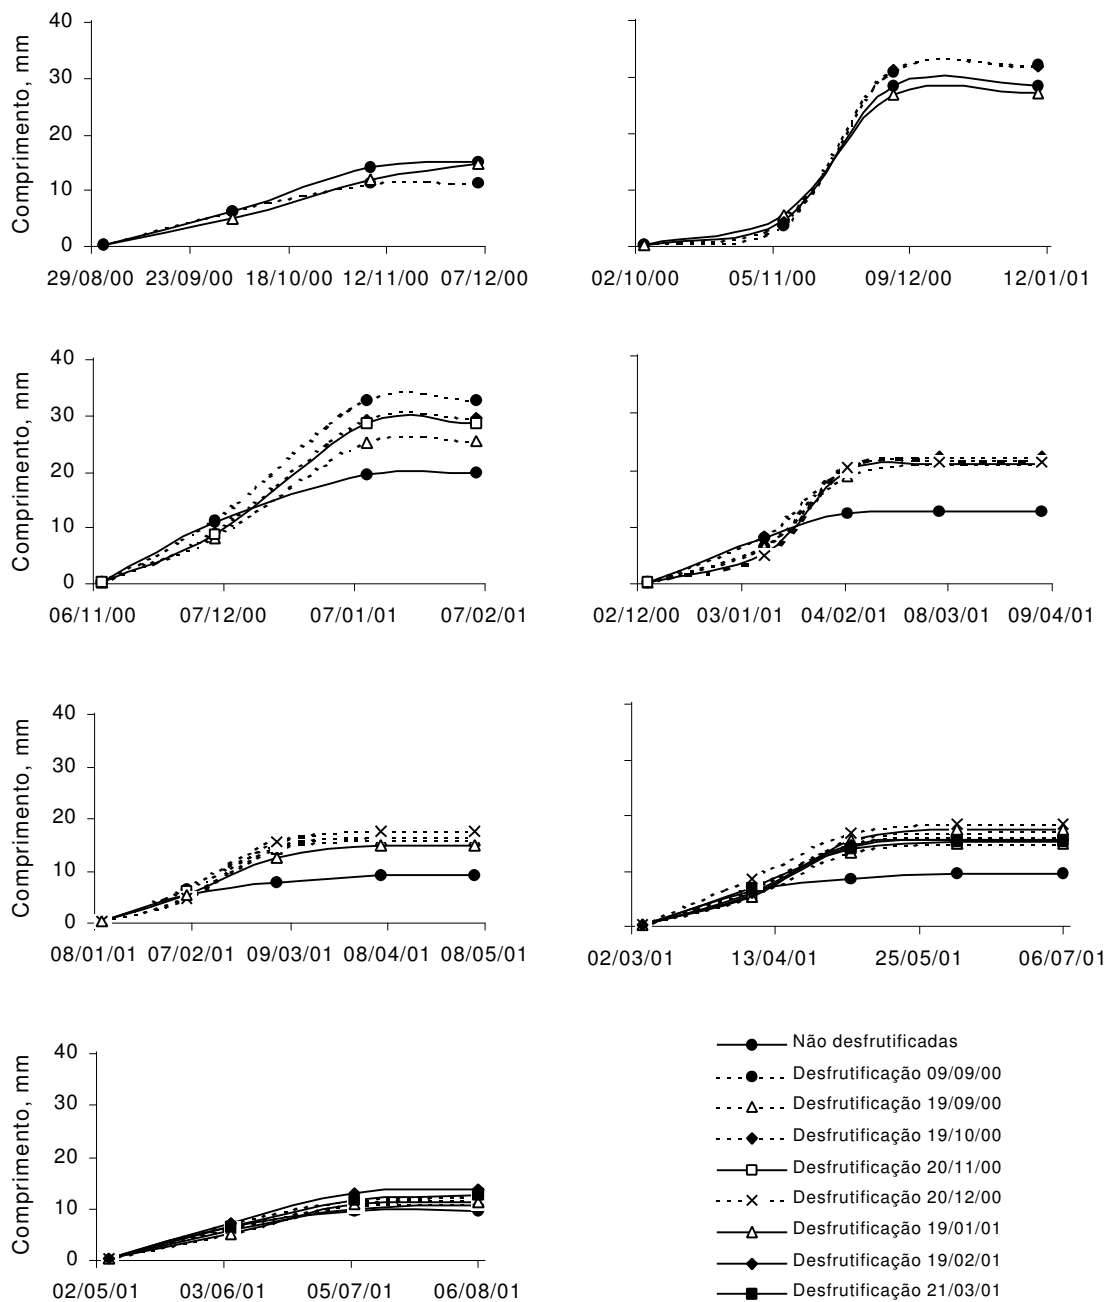 40
30
20
10
0
Comprimento, mm
29/08/00 23/09/00 18/10/00 12/11/00 07/12/00
02/10/00 05/11/00 09/12/00 12/01/01
40
30
20
10
0
Comprimento, mm
06/11/00 07/12/00 07/01/01 07/02/01
02/12/00 03/01/01 04/02/01 08/03/01 09/04/01
40
30
20
10
0
Comprimento, mm
08/01/01 07/02/01 09/03/01 08/04/01 08/05/01
02/03/01 13/04/01 25/05/01 06/07/01
40
30
20
10
0
Comprimento, mm
02/05/01 03/06/01 05/07/01 06/08/01
Não desfrutificadas
Desfrutificação 09/09/00
Desfrutificação 19/09/00
Desfrutificação 19/10/00
Desfrutificação 20/11/00
Desfrutificação 20/12/00
Desfrutificação 19/01/01
Desfrutificação 19/02/01
Desfrutificação 21/03/01